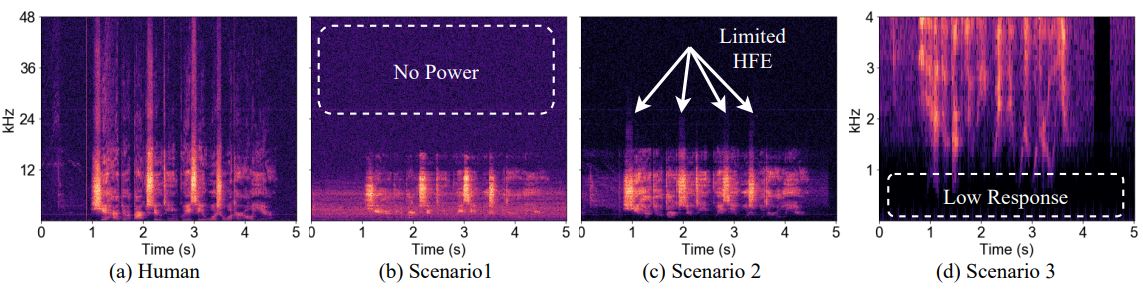 48
36
24
12
kHz
0 1 2 3 4 5
Time (s)
(a) Human
No Power
0 1 2 3 4 5
Time (s)
(b) Scenario1
Limited
HFE
0 1 2 3 4 5
Time (s)
(c) Scenario 2
4
3
2
1
kHz
Low Response
0 1 2 3 4 5
Time (s)
(d) Scenario 3